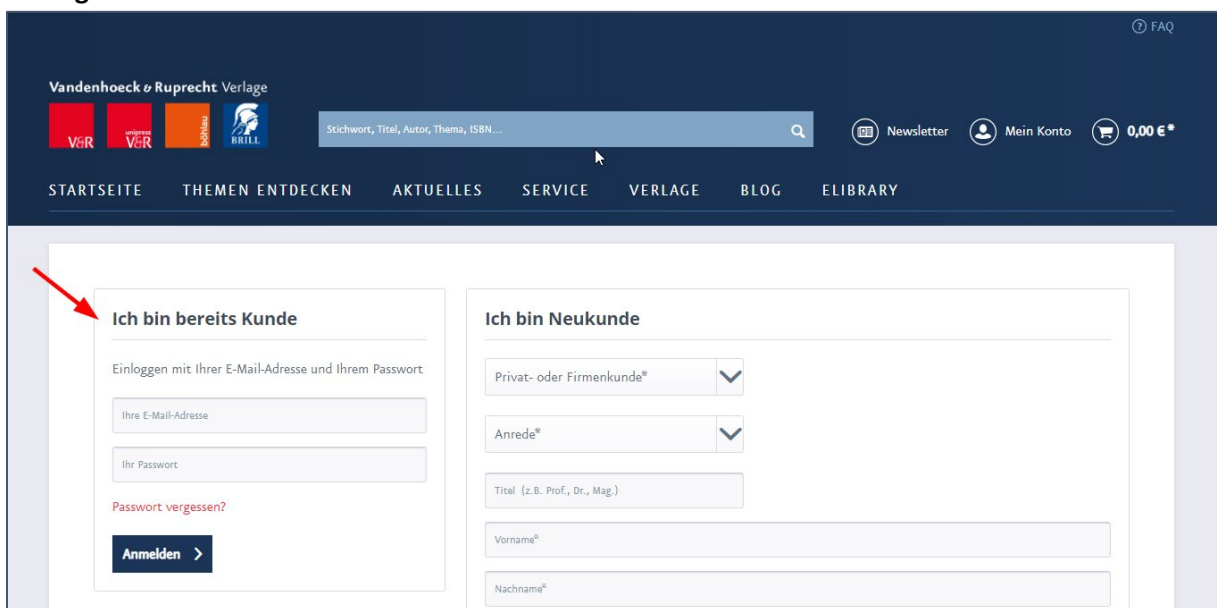 FAQ
Vandenhoeck & Ruprecht Verlage
V&R
unipress
V&R
böhlau
BRILL
Stichwort, Titel, Autor, Thema, ISBN...
Newsletter
Mein Konto
0,00 €*
STARTSEITE THEMEN ENTDECKEN AKTUELLES SERVICE VERLAGE BLOG ELIBRARY
Ich bin bereits Kunde
Einloggen mit Ihrer E-Mail-Adresse und Ihrem Passwort
Ihre E-Mail-Adresse
Ihr Passwort
Passwort vergessen?
Anmelden
Ich bin Neukunde
Privat- oder Firmenkunde*
Anrede*
Titel (z.B. Prof., Dr., Mag.)
Vorname*
Nachname*